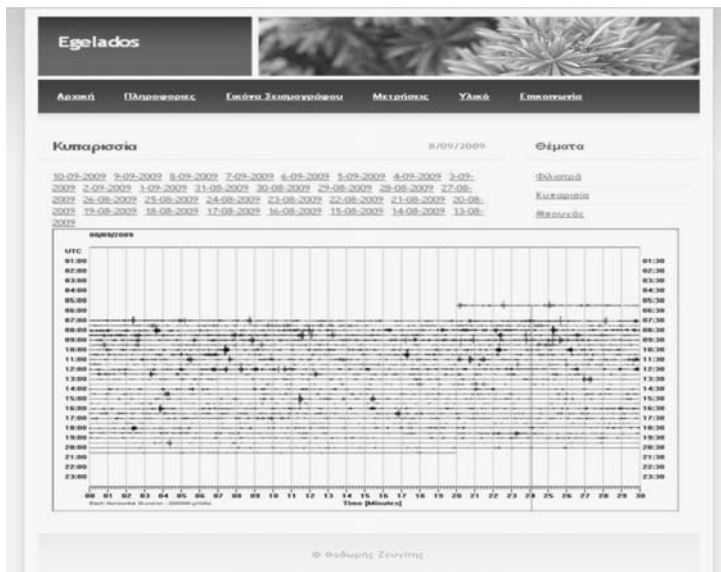 Egelados
Αρχική Πληροφοριες Εικόνα Σεισμογράφου Μετρήσεις Υλικό Επικοινωνία
Κυπαρισσία 8/09/2009 Θέματα
10-09-2009 9-09-2009 8-09-2009 7-09-2009 6-09-2009 5-09-2009 4-09-2009 3-09-
2009 2-09-2009 1-09-2009 31-08-2009 30-08-2009 29-08-2009 28-08-2009 27-08-
2009 26-08-2009 25-08-2009 24-08-2009 23-08-2009 22-08-2009 21-08-2009 20-08-
2009 19-08-2009 18-08-2009 17-08-2009 16-08-2009 15-08-2009 14-08-2009 13-08-
2009
Φιλιατρά
Κυπαρισία
Μπουνάς
08/09/2009
UTC
01:00 01:30
02:00 02:30
03:00 03:30
04:00 04:30
05:00 05:30
06:00 06:30
07:00 07:30
08:00 08:30
09:00 09:30
10:00 10:30
11:00 11:30
12:00 12:30
13:00 13:30
14:00 14:30
15:00 15:30
16:00 16:30
17:00 17:30
18:00 18:30
19:00 19:30
20:00 20:30
21:00 21:30
22:00 22:30
23:00 23:30
00 01 02 03 04 05 06 07 08 09 10 11 12 13 14 15 16 17 18 19 20 21 22 23 24 25 26 27 28 29 30
Each Horizontal Division - Time [Minutes]
© Θοδωρής Ζευγίτης